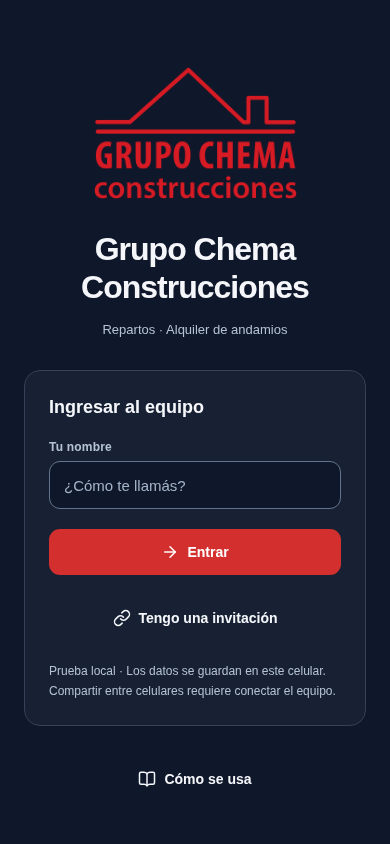 GRUPO CHEMA
construcciones
Grupo Chema
Construcciones
Repartos · Alquiler de andamios
Ingresar al equipo
Tu nombre
¿Cómo te llamás?
Entrar
Tengo una invitación
Prueba local · Los datos se guardan en este celular.
Compartir entre celulares requiere conectar el equipo.
Cómo se usa